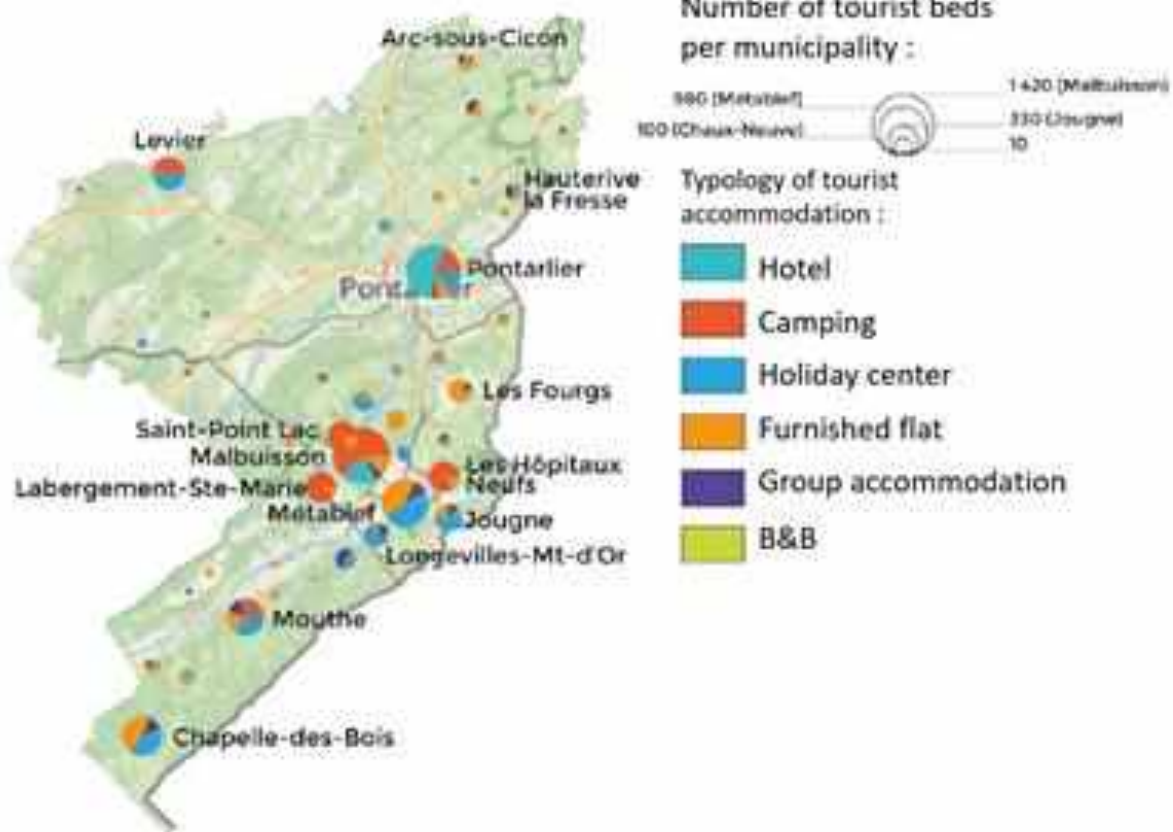 Number of tourist beds
per municipality :
1 420 (Malbuisson)
(Métabief)
330 (Jougne)
100 (Chaux-Neuve)
10
Typology of tourist
accommodation :
Hotel
Camping
Holiday center
Furnished flat
Group accommodation
B&B
Arc-sous-Cicon
Levier
Hauterive
la Fresse
Pontarlier
Les Fourgs
Saint-Point Lac
Malbuisson
Les Hôpitaux
Neufs
Labergement-Ste-Marie
Métabief
Jougne
Longevilles-Mt-d'Or
Mouthe
Chapelle-des-Bois